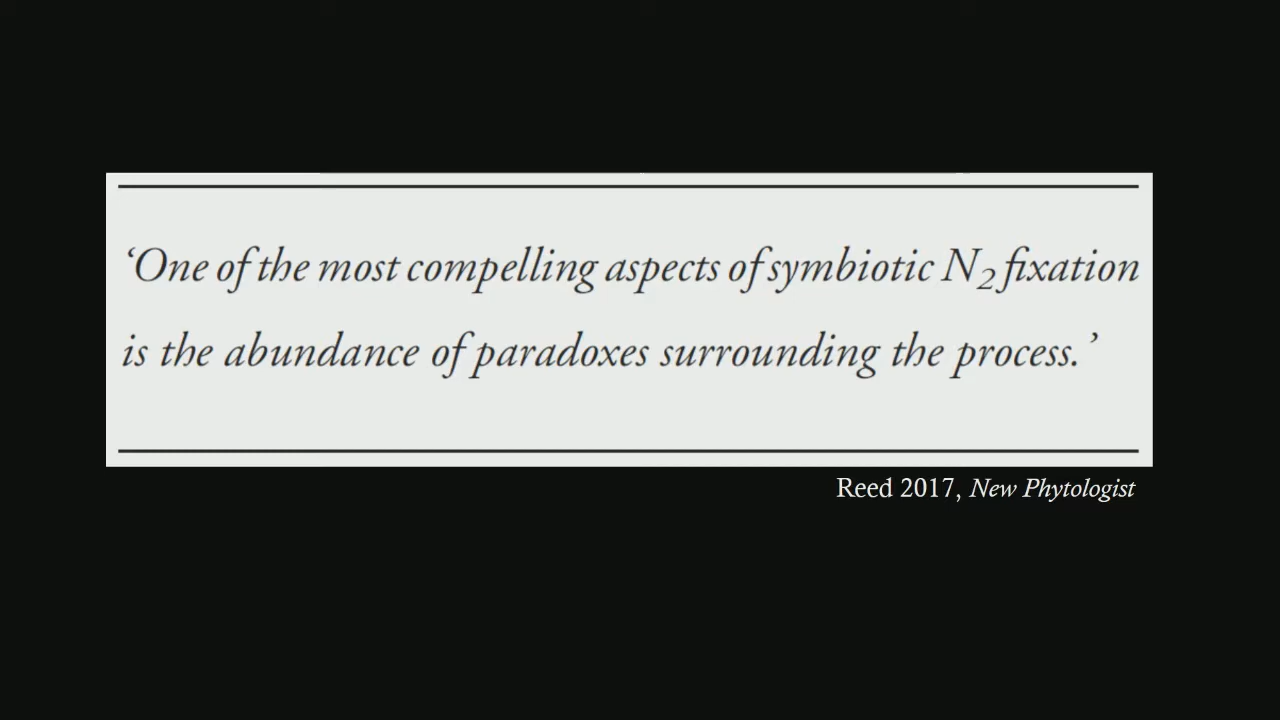 ‘One of the most compelling aspects of symbiotic N₂ fixation
is the abundance of paradoxes surrounding the process.’
Reed 2017, New Phytologist